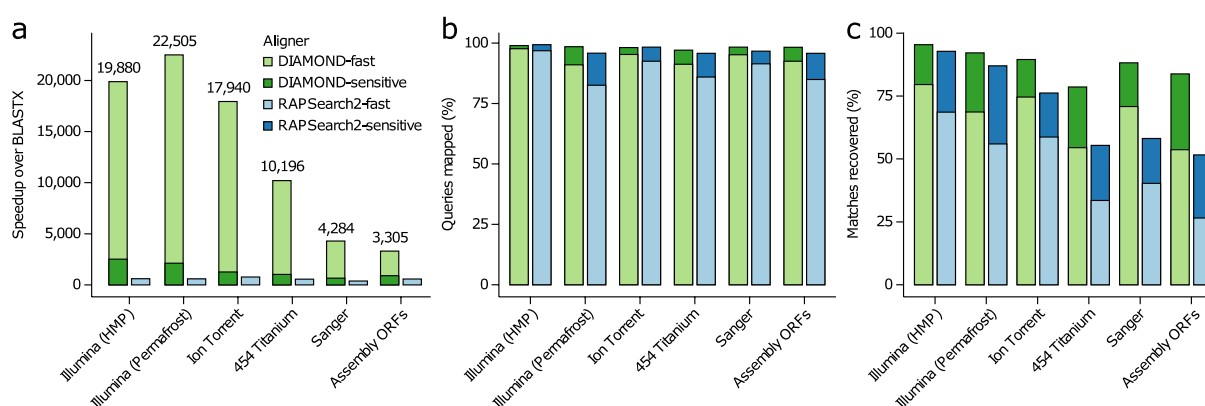 a
Speedup over BLASTX
20,000
15,000
10,000
5,000
0
19,880
22,505
17,940
10,196
4,284
3,305
Aligner
DIAMOND-fast
DIAMOND-sensitive
RAPSearch2-fast
RAPSearch2-sensitive
Illumina (HMP)
Illumina (Permafrost)
Ion Torrent
454 Titanium
Sanger
Assembly ORFs
b
Queries mapped (%)
100
75
50
25
0
Illumina (HMP)
Illumina (Permafrost)
Ion Torrent
454 Titanium
Sanger
Assembly ORFs
c
Matches recovered (%)
100
75
50
25
0
Illumina (HMP)
Illumina (Permafrost)
Ion Torrent
454 Titanium
Sanger
Assembly ORFs